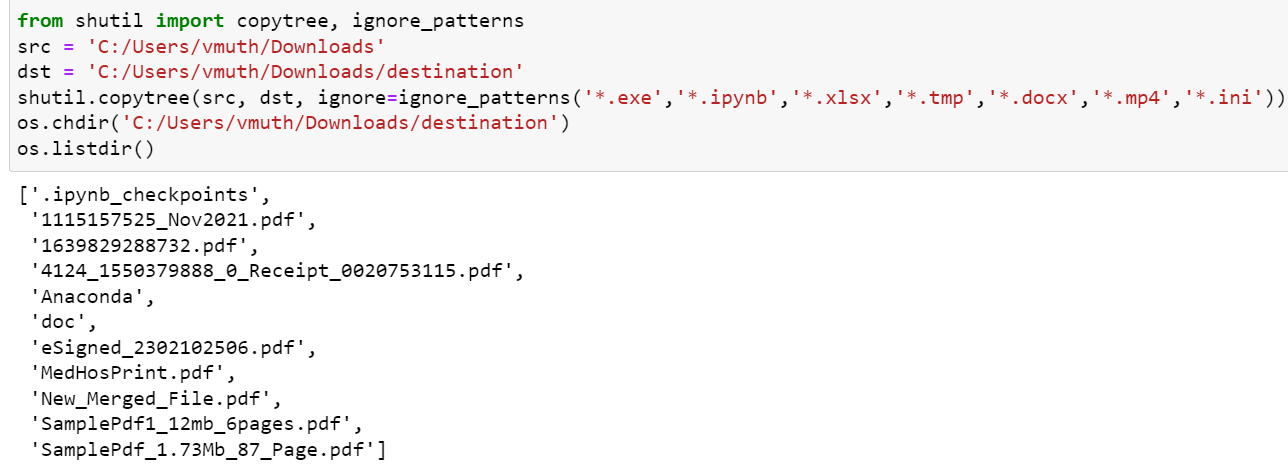 from shutil import copytree, ignore_patterns
src = 'C:/Users/vmuth/Downloads'
dst = 'C:/Users/vmuth/Downloads/destination'
shutil.copytree(src, dst, ignore=ignore_patterns('*.exe','*.ipynb','*.xlsx','*.tmp','*.docx','*.mp4','*.ini'))
os.chdir('C:/Users/vmuth/Downloads/destination')
os.listdir()
['.ipynb_checkpoints',
 '1115157525_Nov2021.pdf',
 '1639829288732.pdf',
 '4124_1550379888_0_Receipt_0020753115.pdf',
 'Anaconda',
 'doc',
 'eSigned_2302102506.pdf',
 'MedHosPrint.pdf',
 'New_Merged_File.pdf',
 'SamplePdf1_12mb_6pages.pdf',
 'SamplePdf_1.73Mb_87_Page.pdf']